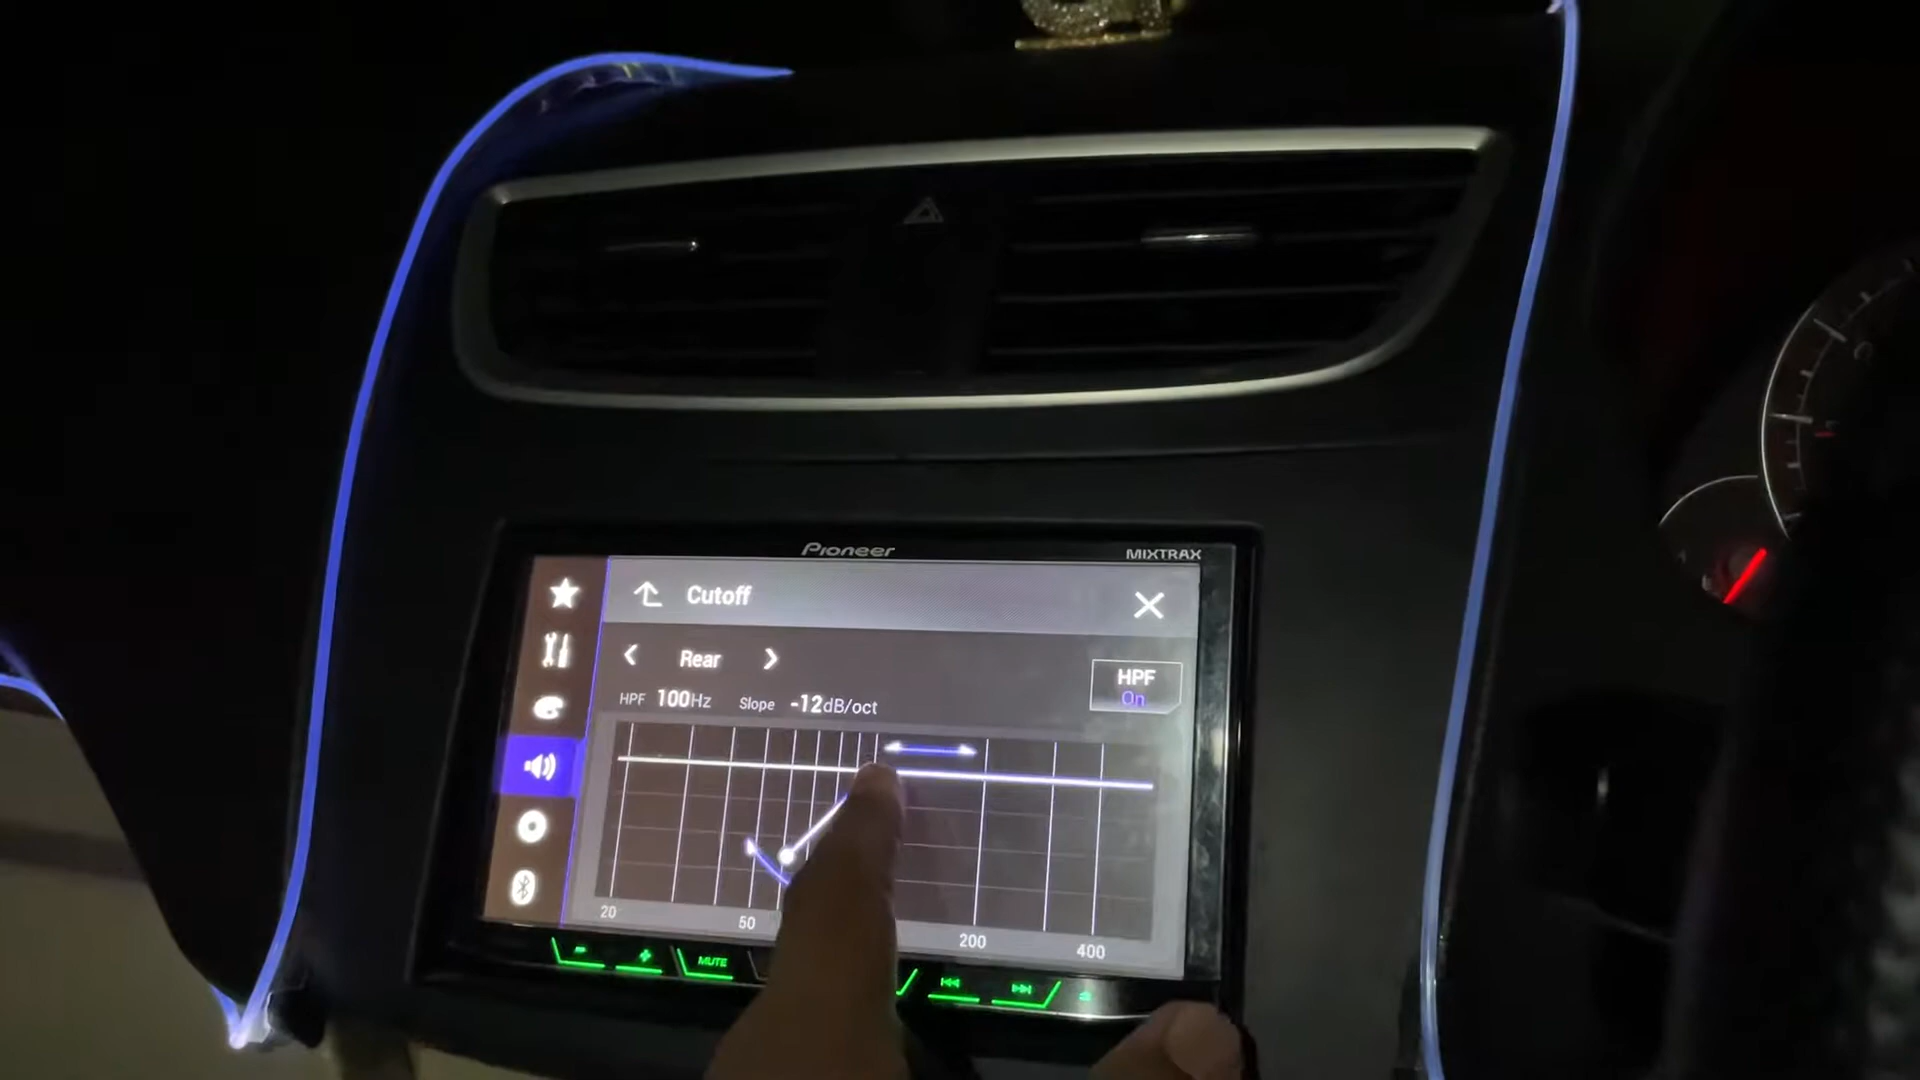 Pioneer
MIXTRAX
Cutoff
Rear
HPF 100Hz Slope -12dB/oct
HPF
On
20 50 200 400
MUTE